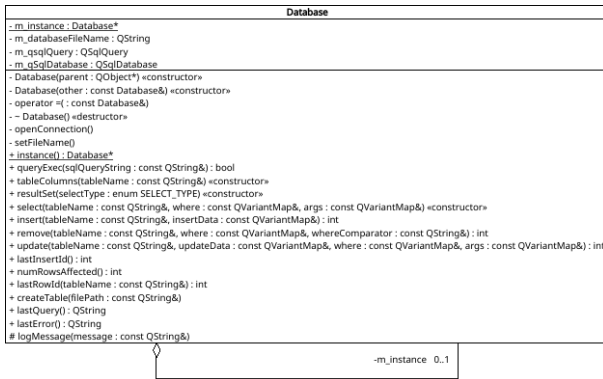 Database
- m_instance : Database*
- m_databaseFileName : QString
- m_qsqlQuery : QSqlQuery
- m_qSqlDatabase : QSqlDatabase
- Database(parent : QObject*) «constructor»
- Database(other : const Database&) «constructor»
- operator =( : const Database&)
- ~ Database() «destructor»
- openConnection()
- setFileName()
+ instance() : Database*
+ queryExec(sqlQueryString : const QString&) : bool
+ tableColumns(tableName : const QString&) «constructor»
+ resultSet(selectType : enum SELECT_TYPE) «constructor»
+ select(tableName : const QString&, where : const QVariantMap&, args : const QVariantMap&) «constructor»
+ insert(tableName : const QString&, insertData : const QVariantMap&) : int
+ remove(tableName : const QString&, where : const QVariantMap&, whereComparator : const QString&) : int
+ update(tableName : const QString&, updateData : const QVariantMap&, where : const QVariantMap&, args : const QVariantMap&) : int
+ lastInsertId() : int
+ numRowsAffected() : int
+ lastRowId(tableName : const QString&) : int
+ createTable(filePath : const QString&)
+ lastQuery() : QString
+ lastError() : QString
# logMessage(message : const QString&)
-m_instance 0..1